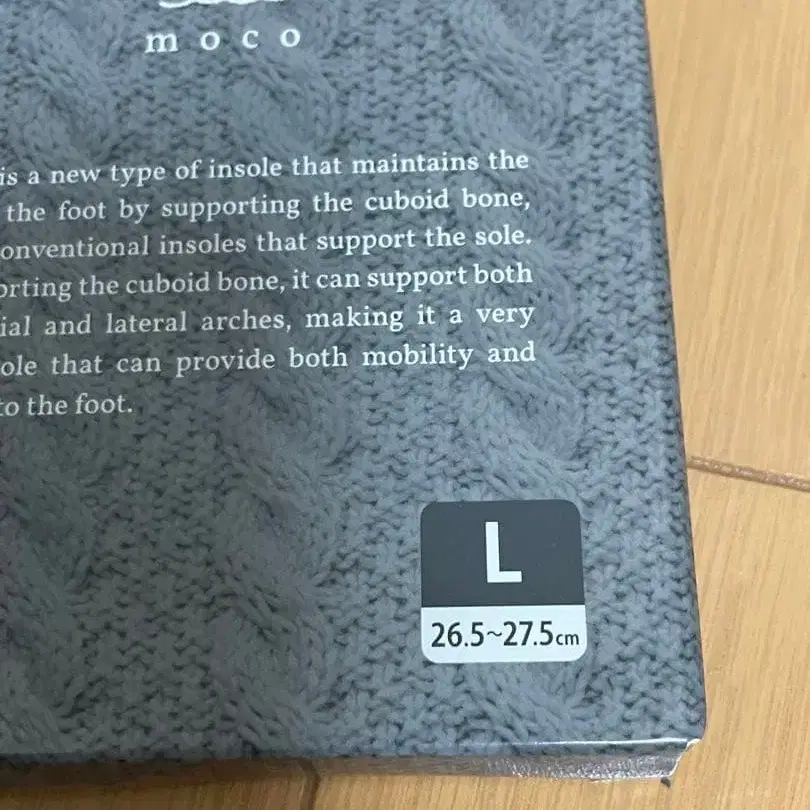 moco
is a new type of insole that maintains the
the foot by supporting the cuboid bone,
onventional insoles that support the sole.
orting the cuboid bone, it can support both
ial and lateral arches, making it a very
ole that can provide both mobility and
to the foot.
L
26.5~27.5cm